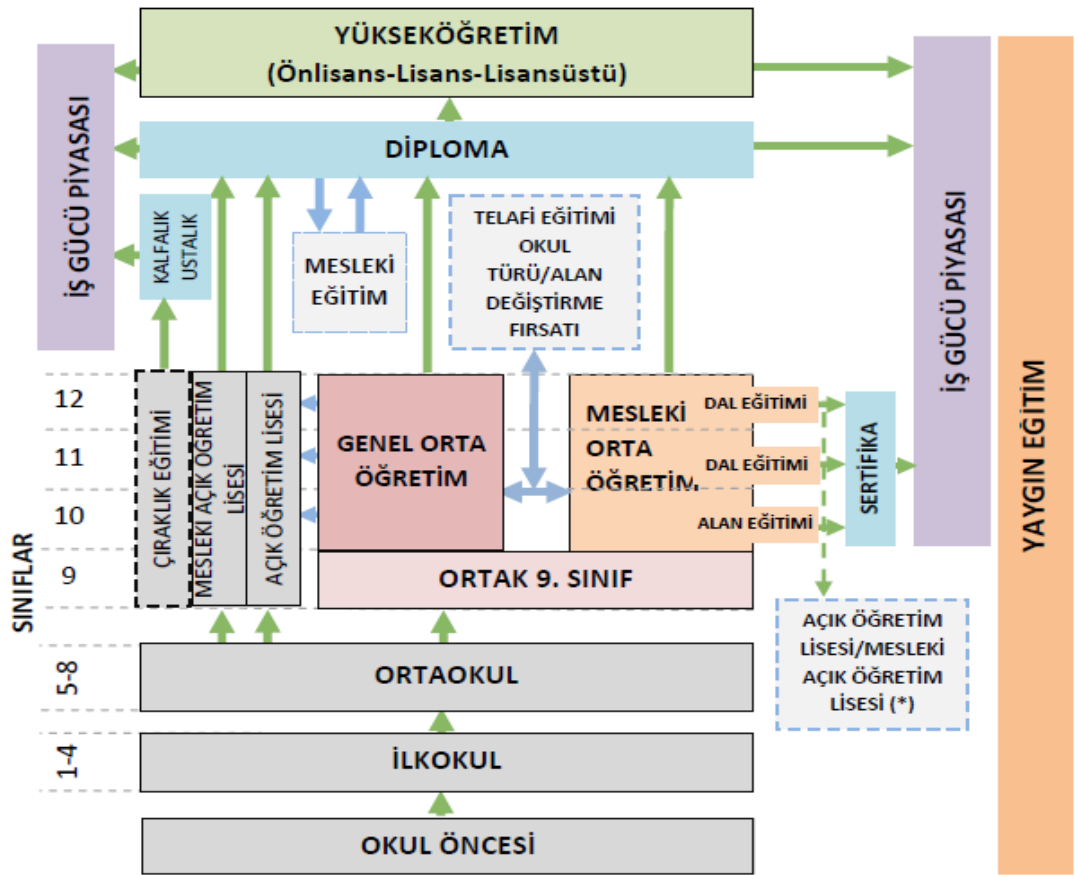 YÜKSEKÖĞRETİM
(Önlisans-Lisans-Lisansüstü)
İŞ GÜCÜ PİYASASI
DİPLOMA
İŞ GÜCÜ PİYASASI
YAYGIN EĞİTİM
KALFALIK
USTALIK
MESLEKİ
EĞİTİM
TELAFİ EĞİTİMİ
OKUL
TÜRÜ/ALAN
DEĞİŞTİRME
FIRSATI
SINIFLAR
12
11
10
9
5-8
1-4
ÇIRAKLIK EĞİTİMİ
MESLEKİ AÇIK ÖĞRETİM
LİSESİ
AÇIK ÖĞRETİM LİSESİ
GENEL ORTA
ÖĞRETİM
MESLEKİ
ORTA
ÖĞRETİM
DAL EĞİTİMİ
DAL EĞİTİMİ
ALAN EĞİTİMİ
SERTİFİKA
ORTAK 9. SINIF
AÇIK ÖĞRETİM
LİSESİ/MESLEKİ
AÇIK ÖĞRETİM
LİSESİ (*)
ORTAOKUL
İLKOKUL
OKUL ÖNCESİ